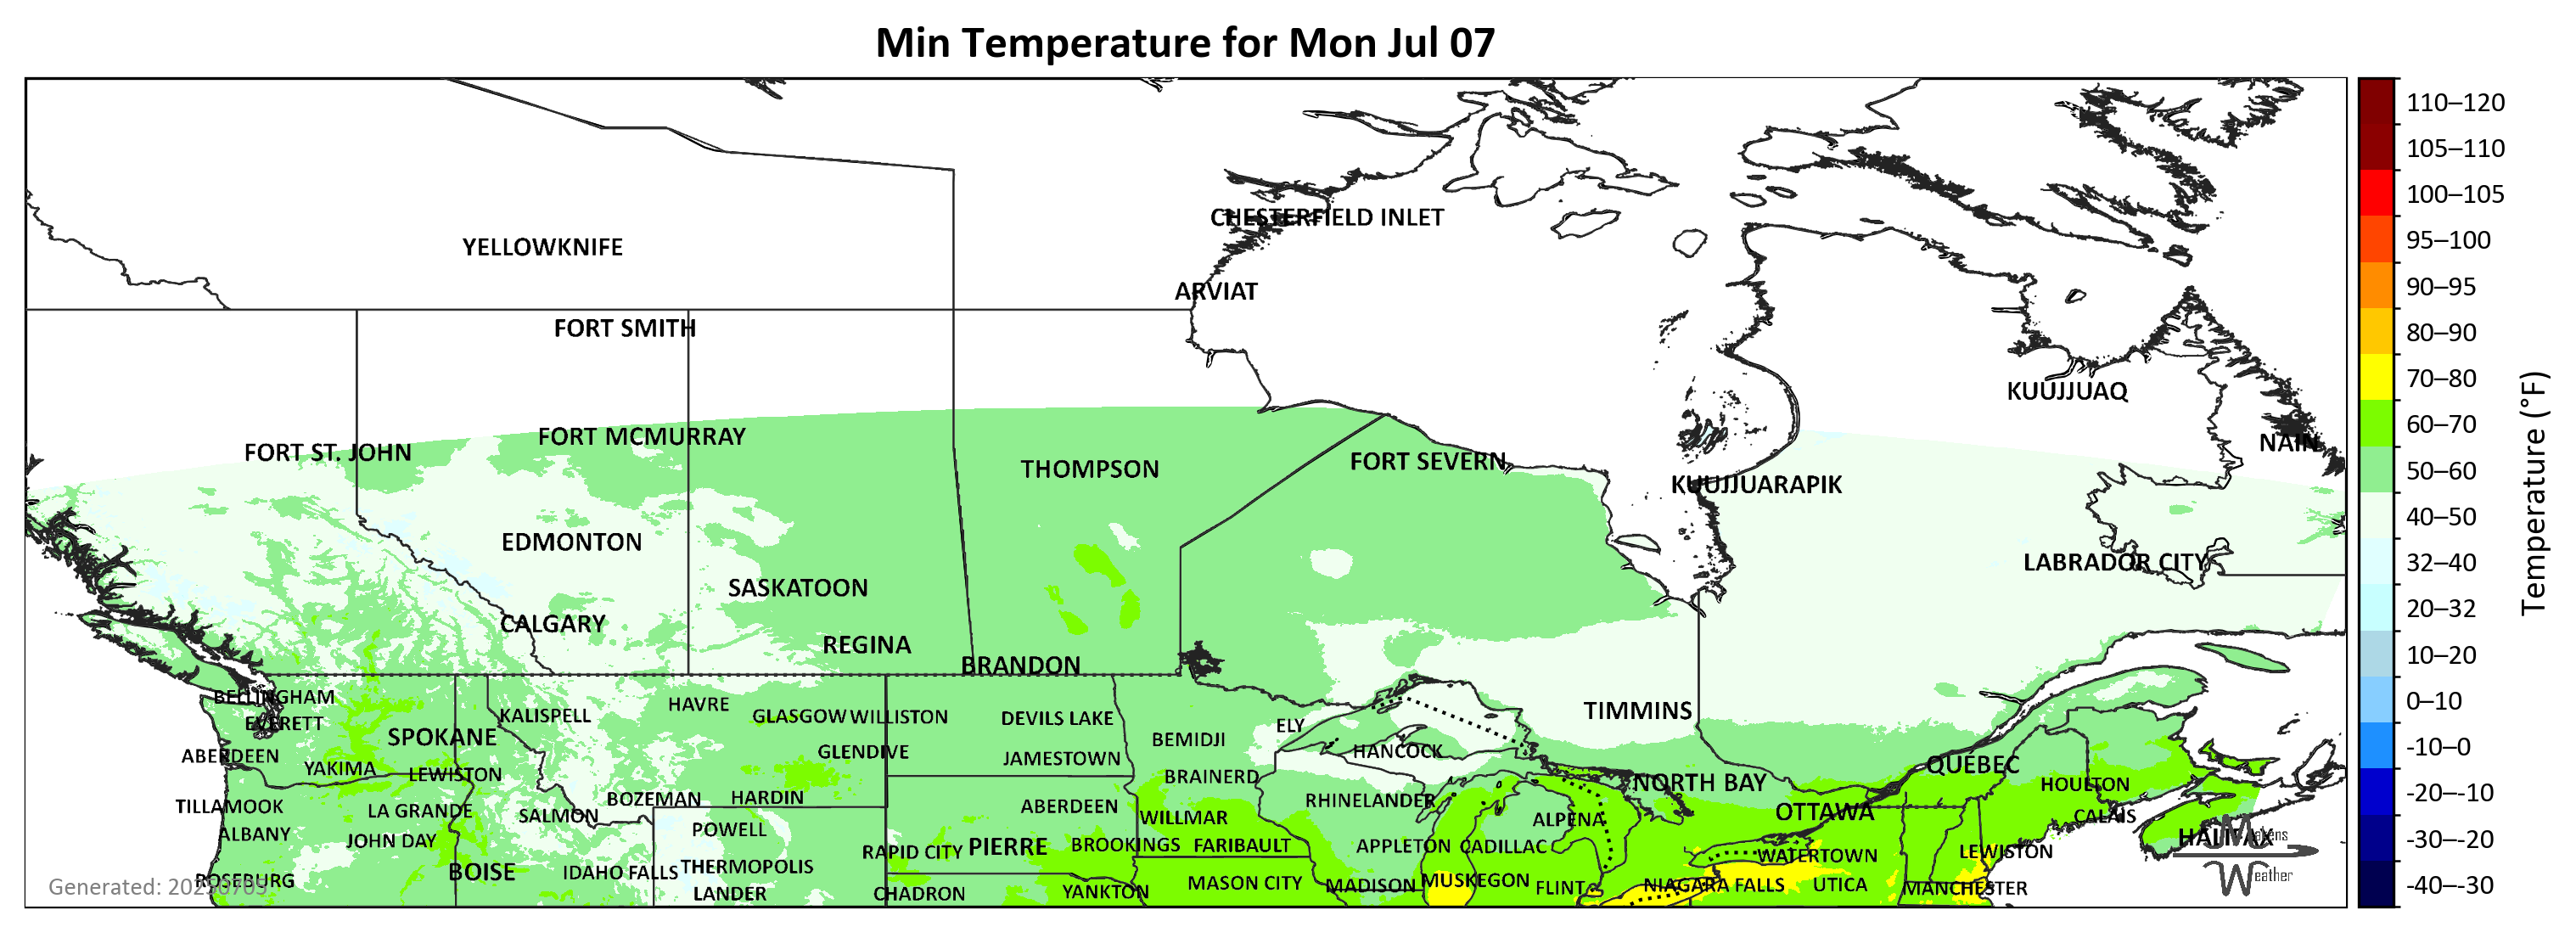 Min Temperature for Mon Jul 07
110–120
105–110
100–105
95–100
90–95
80–90
70–80
60–70
50–60
40–50
32–40
20–32
10–20
0–10
-10–0
-20–-10
-30–-20
-40–-30
Temperature (°F)
CHESTERFIELD INLET
YELLOWKNIFE
ARVIAT
FORT SMITH
KUUJJUAQ
FORT MCMURRAY
NAIN
FORT ST. JOHN
FORT SEVERN
THOMPSON
KUUJJUARAPIK
EDMONTON
LABRADOR CITY
SASKATOON
CALGARY
REGINA
BRANDON
BELLINGHAM
HAVRE
TIMMINS
KALISPELL
GLASGOW
WILLISTON
DEVILS LAKE
EVERETT
ELY
SPOKANE
BEMIDJI
HANCOCK
GLENDIVE
ABERDEEN
JAMESTOWN
QUÉBEC
YAKIMA
LEWISTON
BRAINERD
NORTH BAY
HOULTON
BOZEMAN
HARDIN
RHINELANDER
TILLAMOOK
LA GRANDE
ABERDEEN
OTTAWA
SALMON
WILLMAR
CALAIS
ALPENA
POWELL
ALBANY
HALIFAX
Makens
JOHN DAY
BROOKINGS
FARIBAULT
APPLETON
CADILLAC
PIERRE
RAPID CITY
LEWISTON
WATERTOWN
THERMOPOLIS
IDAHO FALLS
BOISE
Weather
ROSEBURG
MUSKEGON
MASON CITY
MADISON
NIAGARA FALLS
UTICA
FLINT
MANCHESTER
YANKTON
LANDER
CHADRON
Generated: 20250705